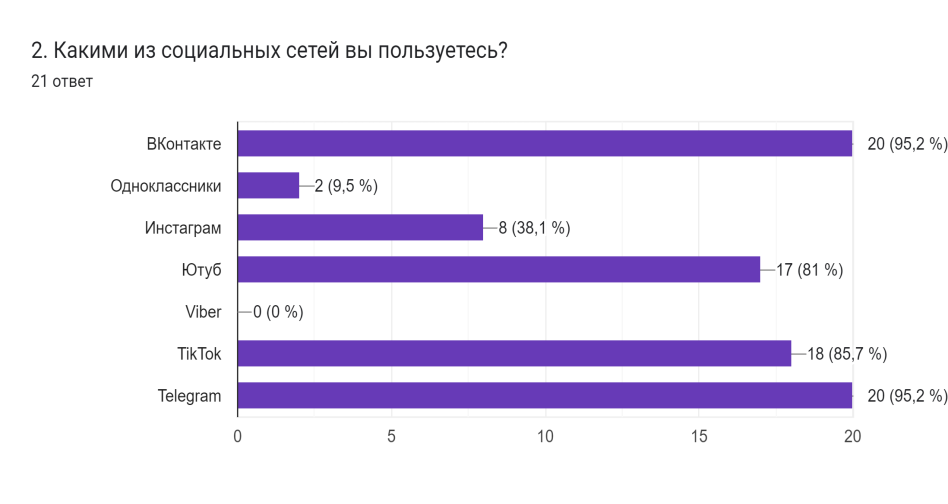 2. Какими из социальных сетей вы пользуетесь?
21 ответ
ВКонтакте 20 (95,2 %)
Одноклассники 2 (9,5 %)
Инстаграм 8 (38,1 %)
Ютуб 17 (81 %)
Viber 0 (0 %)
TikTok 18 (85,7 %)
Telegram 20 (95,2 %)
0 5 10 15 20